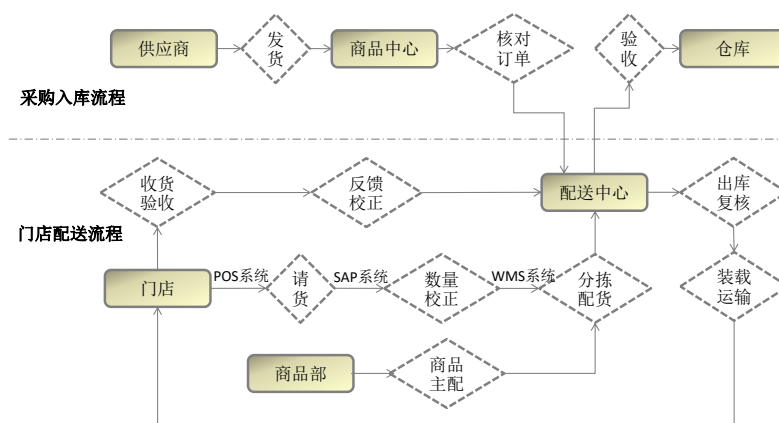 供应商
发
货
商品中心
核对
订单
验
收
仓库
采购入库流程
收货
验收
反馈
校正
配送中心
出库
复核
门店配送流程
门店
POS系统
请
货
SAP系统
数量
校正
WMS系统
分拣
配货
装载
运输
商品部
商品
主配